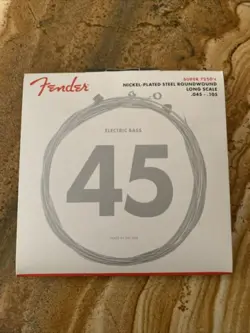 Fender
SUPER 7250's
NICKEL-PLATED STEEL ROUNDWOUND
LONG SCALE
.045 - .105
ELECTRIC BASS
45